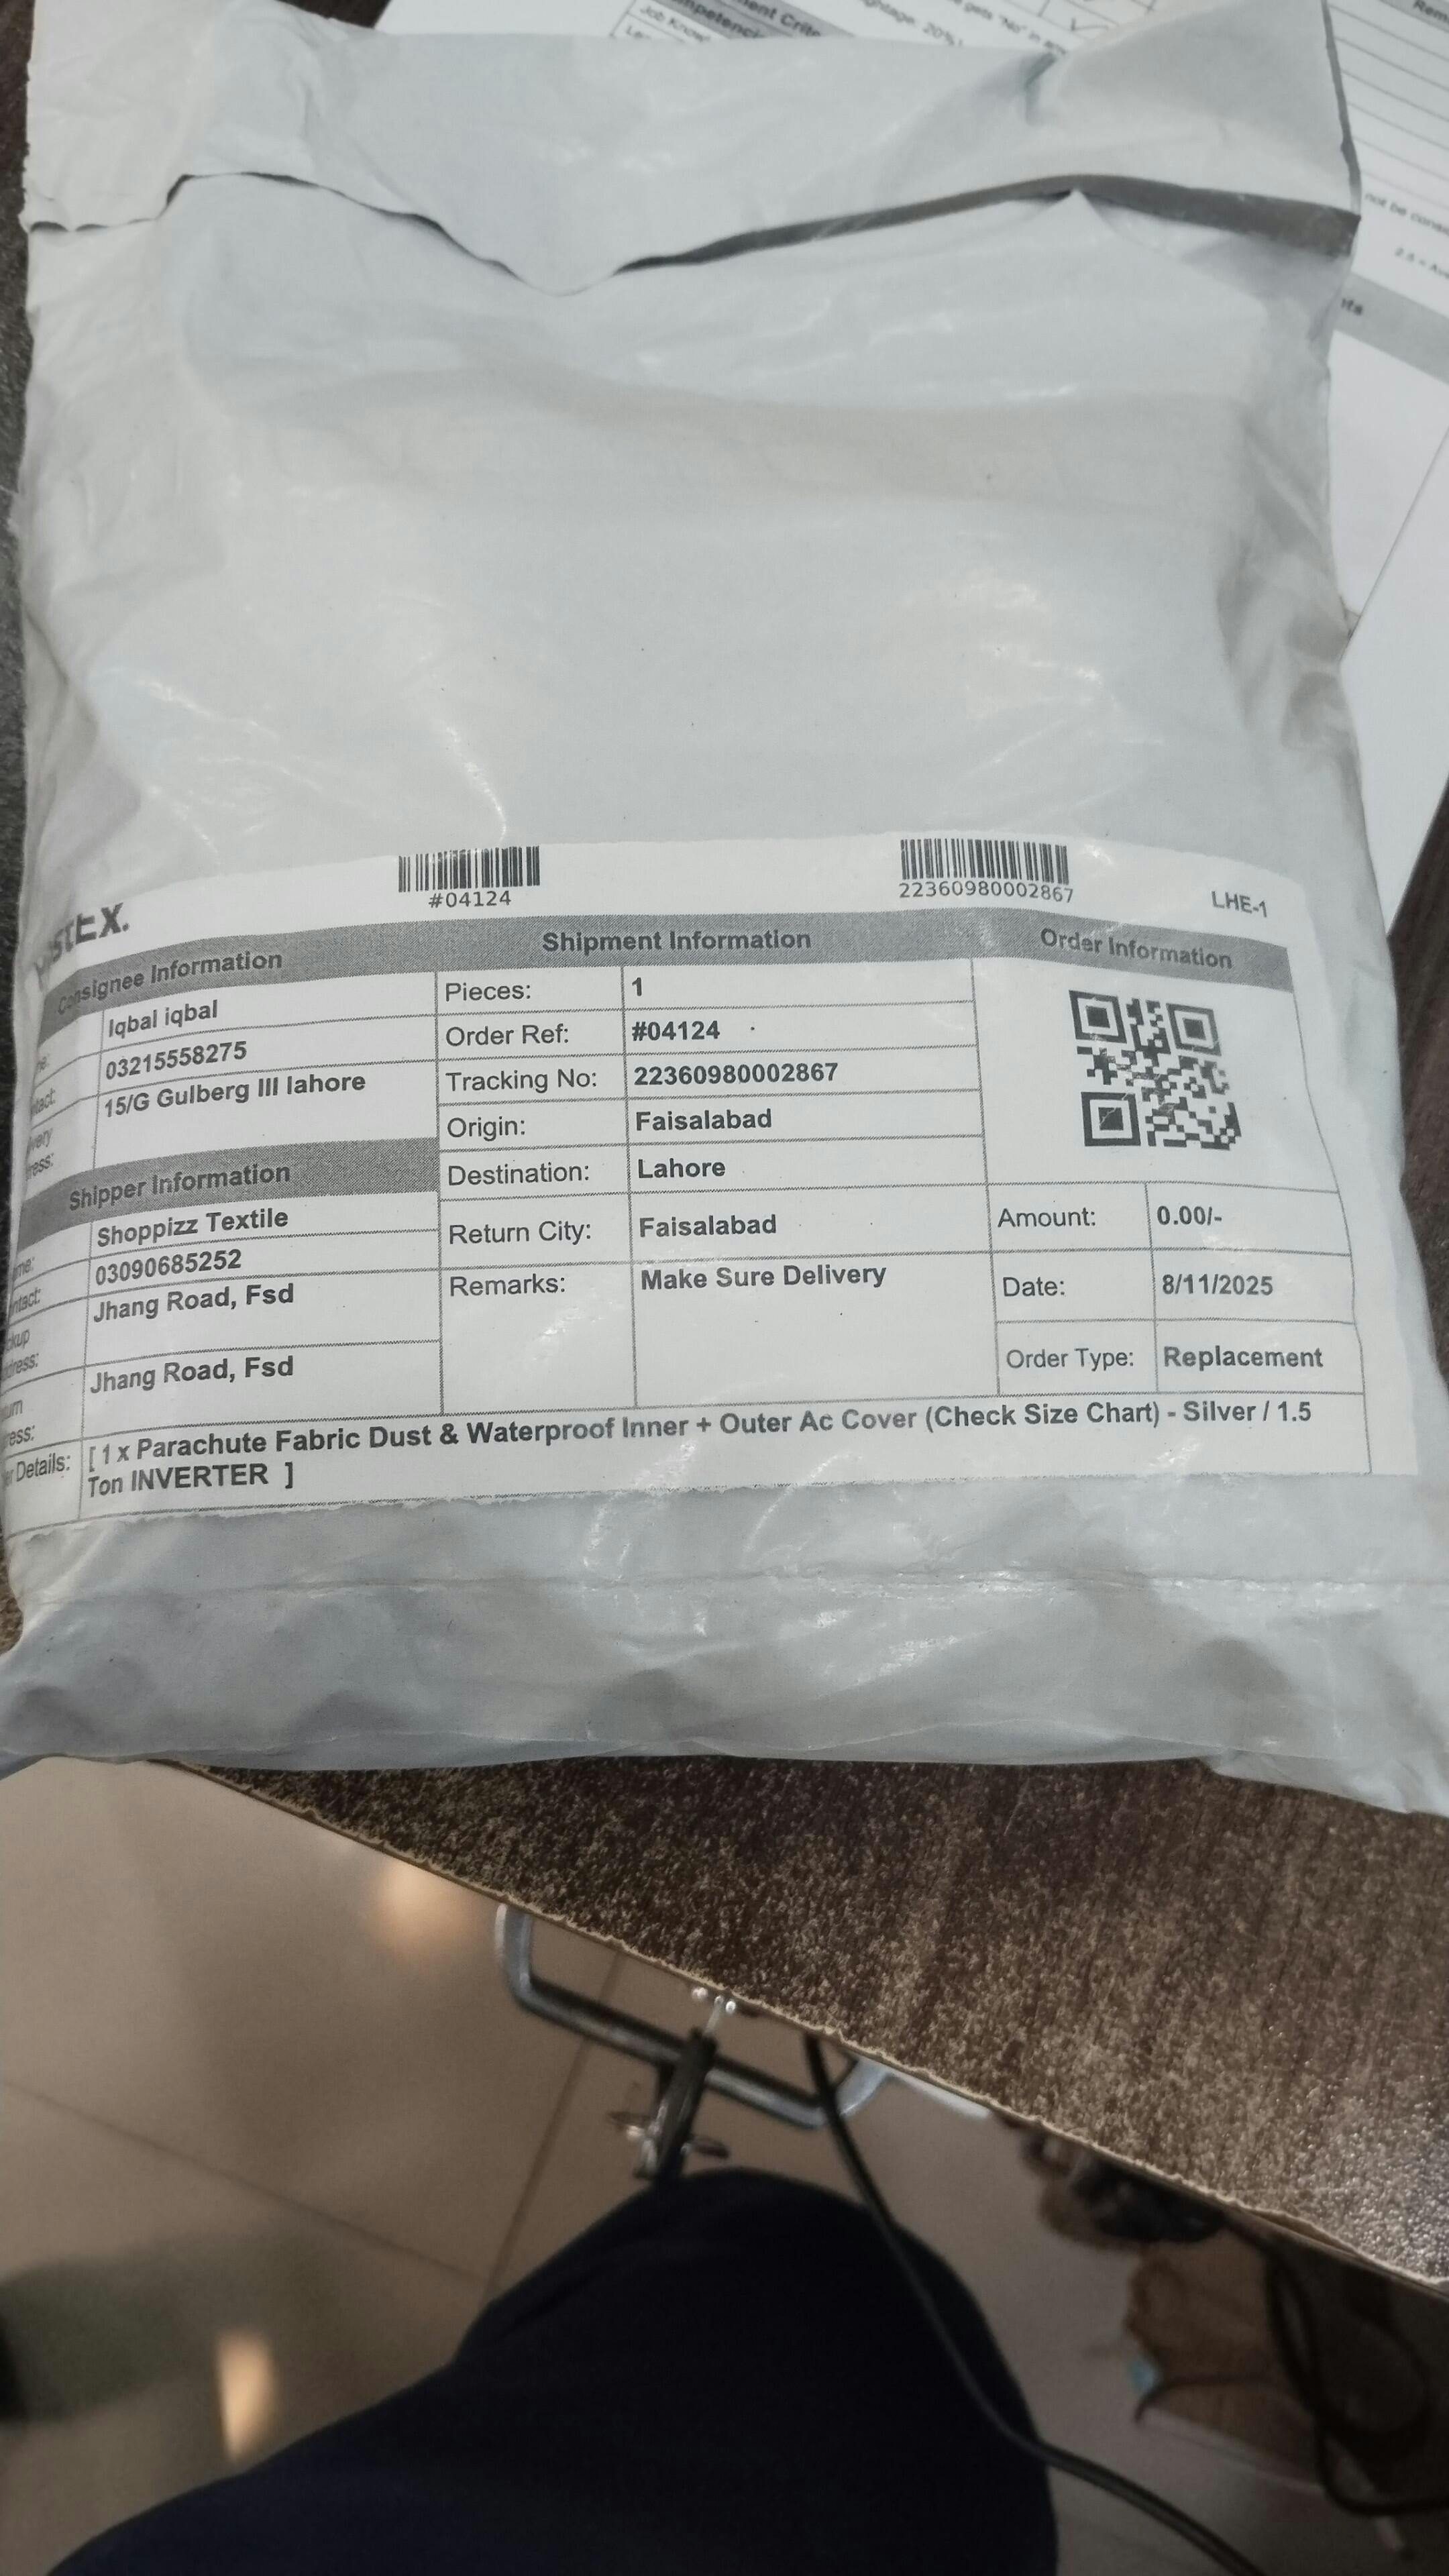 #04124
22360980002867
LHE-1
Consignee Information
Iqbal iqbal
03215558275
15/G Gulberg III lahore
Shipper Information
Shoppizz Textile
03090685252
Jhang Road, Fsd
Jhang Road, Fsd
Shipment Information
Pieces: 1
Order Ref: #04124
Tracking No: 22360980002867
Origin: Faisalabad
Destination: Lahore
Return City: Faisalabad
Remarks: Make Sure Delivery
Order Information
Amount: 0.00/-
Date: 8/11/2025
Order Type: Replacement
Details: [ 1 x Parachute Fabric Dust & Waterproof Inner + Outer Ac Cover (Check Size Chart) - Silver / 1.5
Ton INVERTER ]